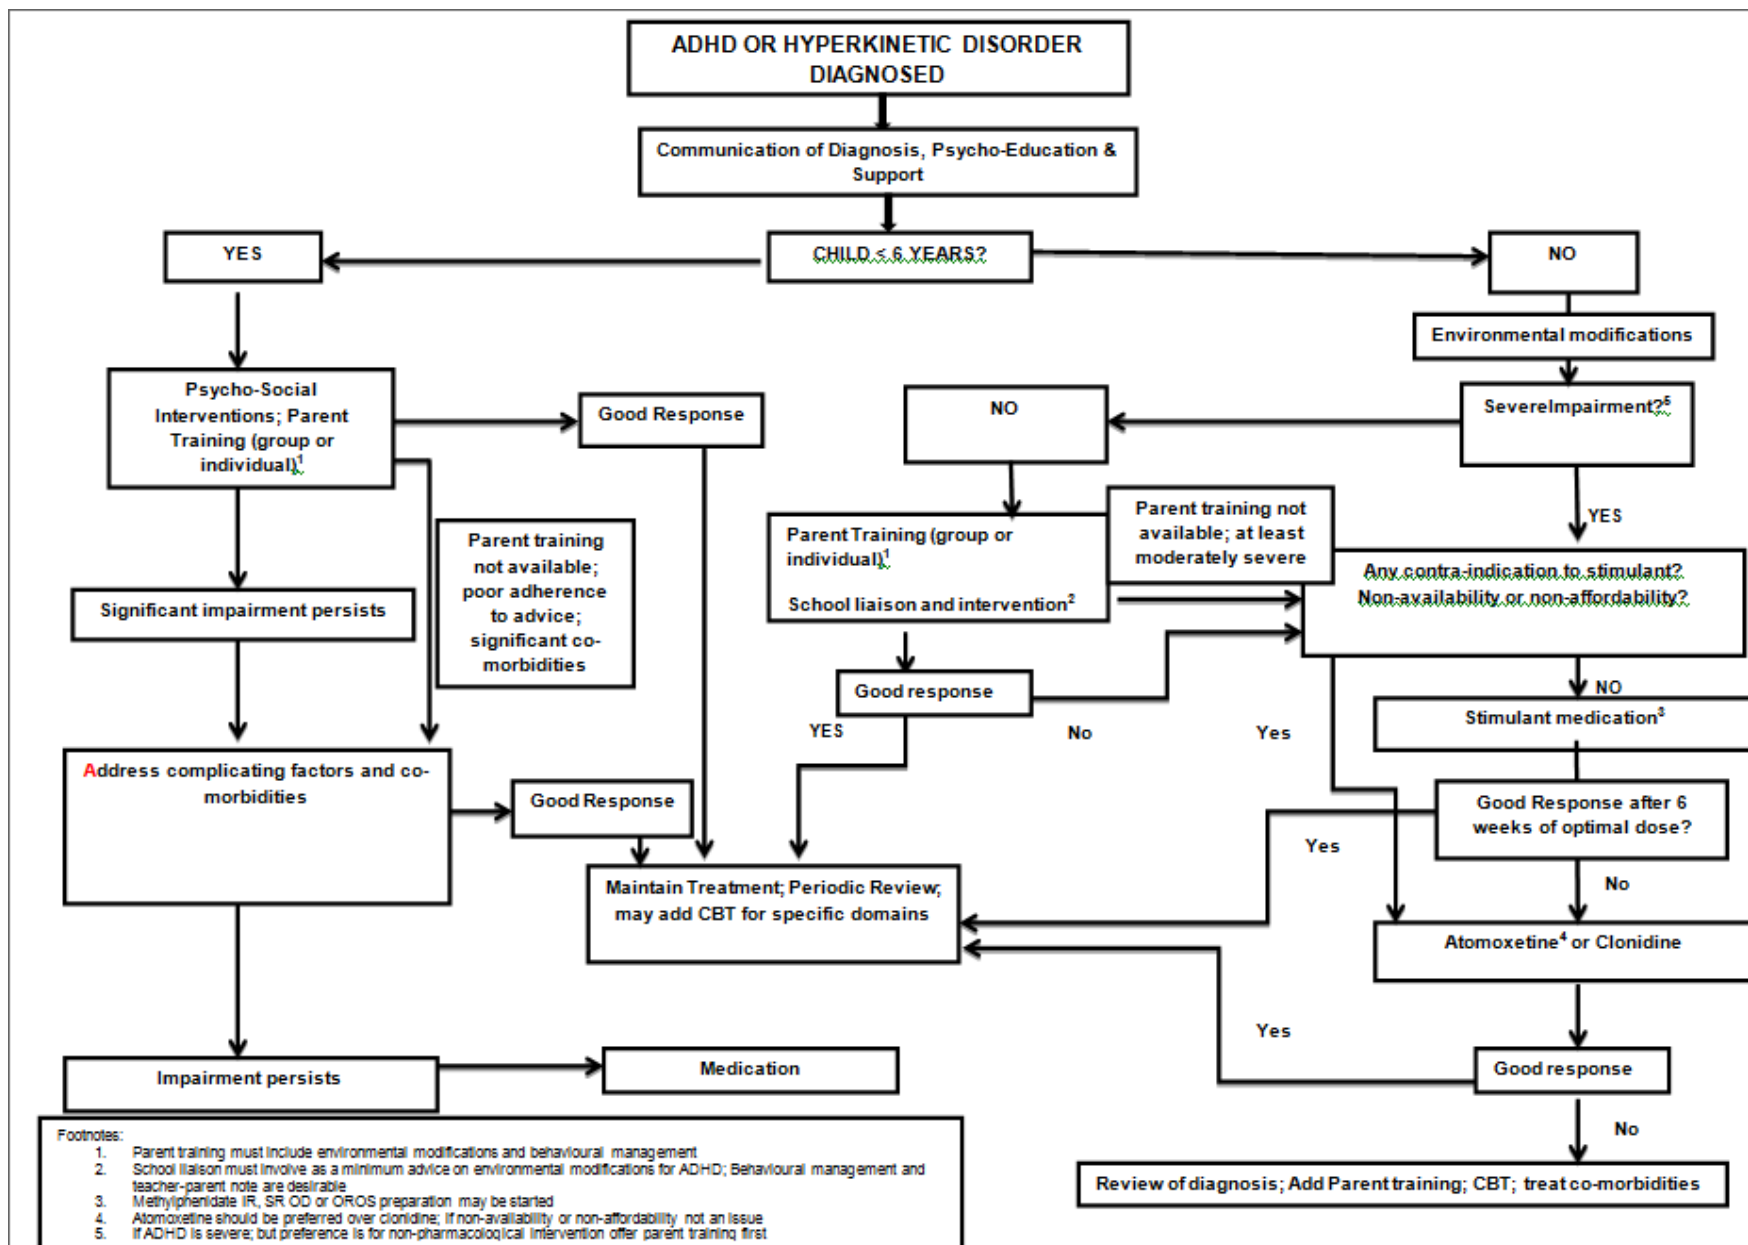 ADHD OR HYPERKINETIC DISORDER
DIAGNOSED
Communication of Diagnosis, Psycho-Education &
Support
YES
CHILD < 6 YEARS?
NO
Environmental modifications
Psycho-Social
Interventions; Parent
Training (group or
individual)¹
Good Response
NO
SevereImpairment?⁵
YES
Parent training
not available;
poor adherence
to advice;
significant co-
morbidities
Parent Training (group or
individual)¹
School liaison and intervention²
Parent training not
available; at least
moderately severe
Any contra-indication to stimulant?
Non-availability or non-affordability?
Significant impairment persists
Good response
YES
No
Yes
NO
Stimulant medication³
Address complicating factors and co-
morbidities
Good Response
Good Response after 6
weeks of optimal dose?
Yes
No
Maintain Treatment; Periodic Review;
may add CBT for specific domains
Atomoxetine⁴ or Clonidine
Yes
Impairment persists
Medication
Good response
No
Review of diagnosis; Add Parent training; CBT; treat co-morbidities
Footnotes:
1. Parent training must include environmental modifications and behavioural management
2. School liaison must involve as a minimum advice on environmental modifications for ADHD; Behavioural management and
teacher-parent note are desirable
3. Methylphenidate IR, SR OD or OROS preparation may be started
4. Atomoxetine should be preferred over clonidine; if non-availability or non-affordability not an issue
5. If ADHD is severe; but preference is for non-pharmacological intervention offer parent training first